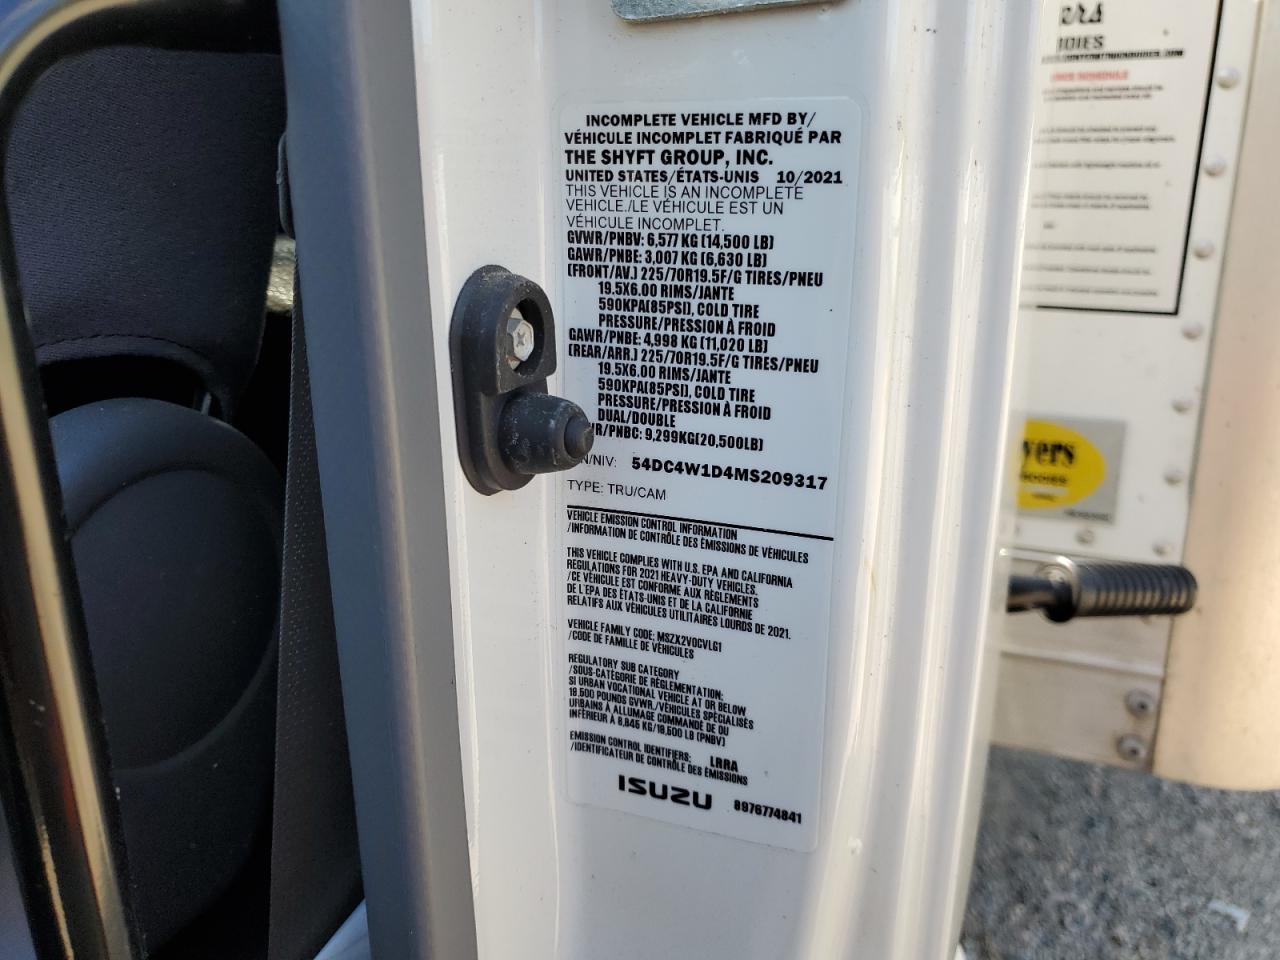 INCOMPLETE VEHICLE MFD BY/
VÉHICULE INCOMPLET FABRIQUÉ PAR
THE SHYFT GROUP, INC.
UNITED STATES/ÉTATS-UNIS 10/2021
THIS VEHICLE IS AN INCOMPLETE
VEHICLE./LE VÉHICULE EST UN
VÉHICULE INCOMPLET.
GVWR/PNBV: 6,577 KG (14,500 LB)
GAWR/PNBE: 3,007 KG (6,630 LB)
(FRONT/AV.) 225/70R19.5F/G TIRES/PNEU
19.5X6.00 RIMS/JANTE
590KPA(85PSI), COLD TIRE
PRESSURE/PRESSION À FROID
GAWR/PNBE: 4,998 KG (11,020 LB)
(REAR/ARR.) 225/70R19.5F/G TIRES/PNEU
19.5X6.00 RIMS/JANTE
590KPA(85PSI), COLD TIRE
PRESSURE/PRESSION À FROID
DUAL/DOUBLE
R/PNBC: 9,299KG(20,500LB)
N/NIV: 54DC4W1D4MS209317
TYPE: TRU/CAM
VEHICLE EMISSION CONTROL INFORMATION
/INFORMATION DE CONTRÔLE DES ÉMISSIONS DE VÉHICULES
THIS VEHICLE COMPLIES WITH U.S. EPA AND CALIFORNIA
REGULATIONS FOR 2021 HEAVY-DUTY VEHICLES.
/CE VÉHICULE EST CONFORME AUX RÈGLEMENTS
DE L'EPA DES ÉTATS-UNIS ET DE LA CALIFORNIE
RELATIFS AUX VÉHICULES UTILITAIRES LOURDS DE 2021.
VEHICLE FAMILY CODE: MSZX2VOCVLG1
/CODE DE FAMILLE DE VÉHICULES
REGULATORY SUB CATEGORY
/SOUS-CATÉGORIE DE RÉGLEMENTATION:
SI URBAN VOCATIONAL VEHICLE AT OR BELOW
19,500 POUNDS GVWR./VÉHICULES SPÉCIALISÉS
URBAINS À ALLUMAGE COMMANDÉ DE OU
INFÉRIEUR À 8,845 KG/19,500 LB (PNBV)
EMISSION CONTROL IDENTIFIERS: LRRA
/IDENTIFICATEUR DE CONTRÔLE DES ÉMISSIONS
ISUZU 8976774841
yers